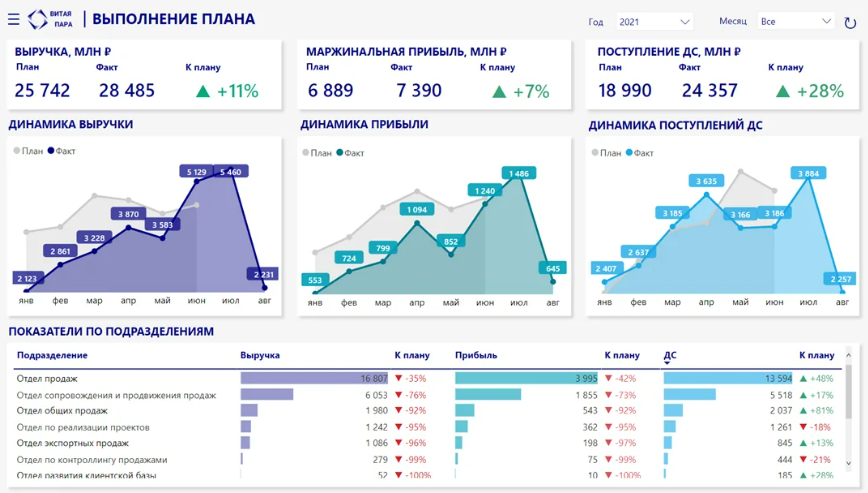 ВИТАЯ ПАРА
ВЫПОЛНЕНИЕ ПЛАНА
Год 2021 Месяц Все
ВЫРУЧКА, МЛН ₽
План Факт К плану
25 742 28 485 ▲ +11%
МАРЖИНАЛЬНАЯ ПРИБЫЛЬ, МЛН ₽
План Факт К плану
6 889 7 390 ▲ +7%
ПОСТУПЛЕНИЕ ДС, МЛН ₽
План Факт К плану
18 990 24 357 ▲ +28%
ДИНАМИКА ВЫРУЧКИ
План Факт
2 123 2 861 3 228 3 870 3 583 5 129 5 460 2 231
янв фев мар апр май июн июл авг
ДИНАМИКА ПРИБЫЛИ
План Факт
553 724 799 1 094 852 1 240 1 486 645
янв фев мар апр май июн июл авг
ДИНАМИКА ПОСТУПЛЕНИЙ ДС
План Факт
2 407 2 637 3 185 3 635 3 166 3 186 3 884 2 257
янв фев мар апр май июн июл авг
ПОКАЗАТЕЛИ ПО ПОДРАЗДЕЛЕНИЯМ
Подразделение Выручка К плану Прибыль К плану ДС К плану
Отдел продаж 16 807 ▼ -35% 3 995 ▼ -42% 13 594 ▲ +48%
Отдел сопровождения и продвижения продаж 6 053 ▼ -76% 1 855 ▼ -73% 5 518 ▲ +17%
Отдел общих продаж 1 980 ▼ -92% 543 ▼ -92% 2 037 ▲ +81%
Отдел по реализации проектов 1 242 ▼ -95% 362 ▼ -95% 1 261 ▼ -18%
Отдел экспортных продаж 1 086 ▼ -96% 198 ▼ -97% 845 ▲ +13%
Отдел по контроллингу продажами 279 ▼ -99% 75 ▼ -99% 444 ▼ -21%
Отдел развития клиентской базы 52 ▼ -100% 10 ▼ -100% 185 ▲ +28%